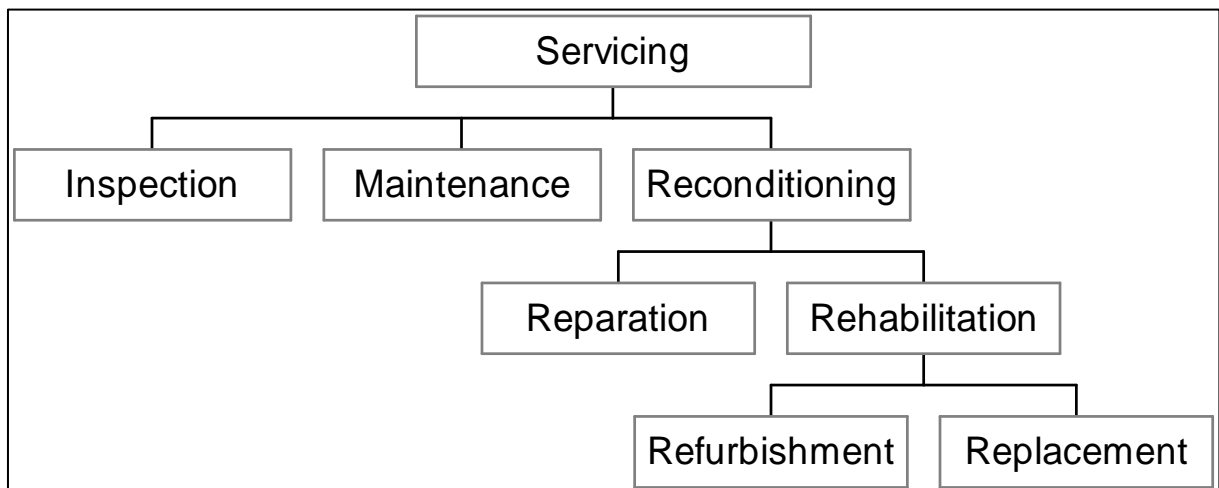 Servicing
Inspection
Maintenance
Reconditioning
Reparation
Rehabilitation
Refurbishment
Replacement